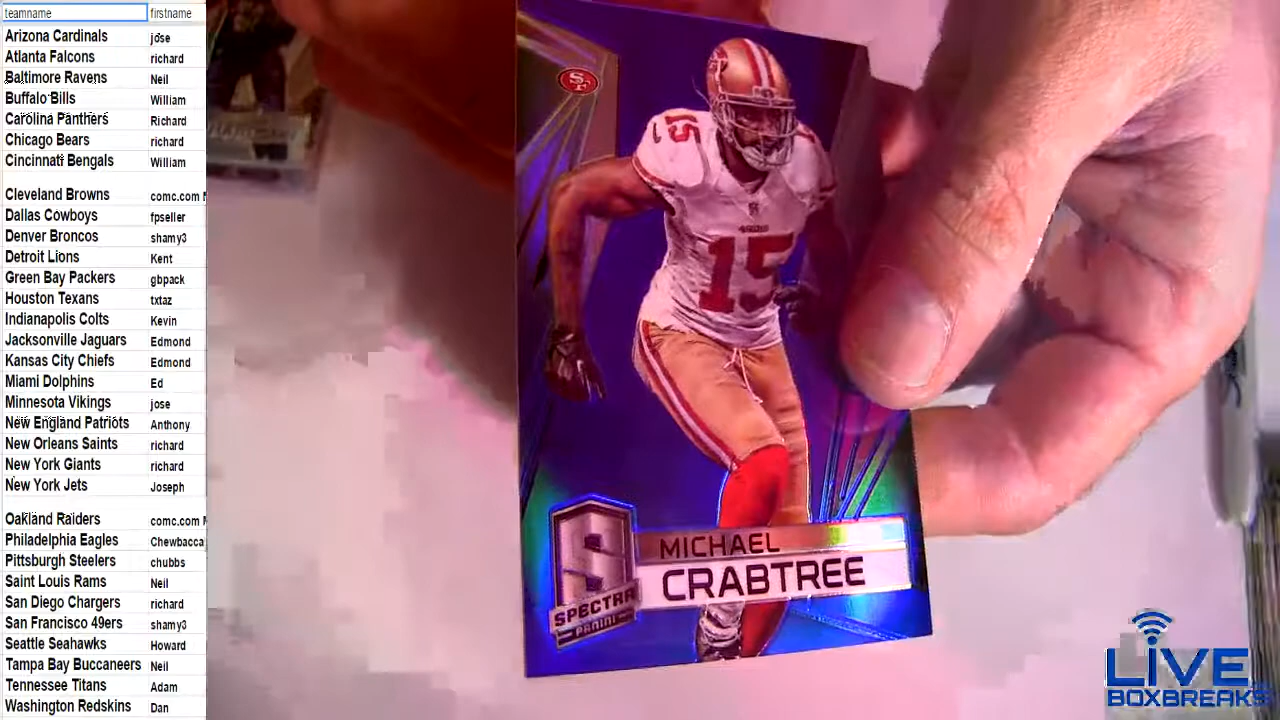 teamname firstname
Arizona Cardinals jose
Atlanta Falcons richard
Baltimore Ravens Neil
Buffalo Bills William
Carolina Panthers Richard
Chicago Bears richard
Cincinnati Bengals William
Cleveland Browns comc.com
Dallas Cowboys fpseller
Denver Broncos shamy3
Detroit Lions Kent
Green Bay Packers gbpack
Houston Texans txtaz
Indianapolis Colts Kevin
Jacksonville Jaguars Edmond
Kansas City Chiefs Edmond
Miami Dolphins Ed
Minnesota Vikings jose
New England Patriots Anthony
New Orleans Saints richard
New York Giants richard
New York Jets Joseph
Oakland Raiders comc.com
Philadelphia Eagles Chewbacca
Pittsburgh Steelers chubbs
Saint Louis Rams Neil
San Diego Chargers richard
San Francisco 49ers shamy3
Seattle Seahawks Howard
Tampa Bay Buccaneers Neil
Tennessee Titans Adam
Washington Redskins Dan
SF
15
49ERS
15
MICHAEL
CRABTREE
S
SPECTRA
PANINI
LIVE
BOXBREAKS